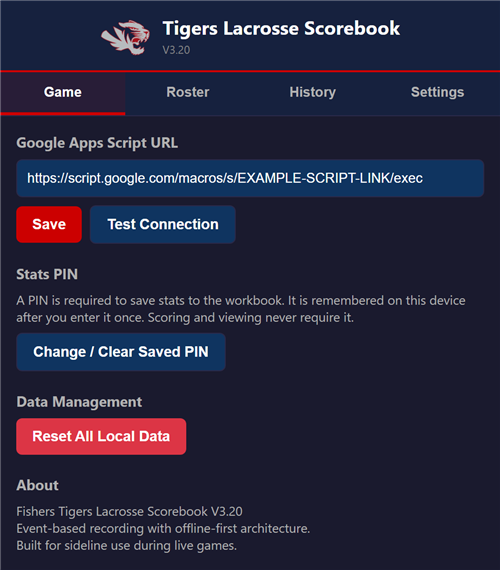 Tigers Lacrosse Scorebook
V3.20
Game Roster History Settings
Google Apps Script URL
https://script.google.com/macros/s/EXAMPLE-SCRIPT-LINK/exec
Save Test Connection
Stats PIN
A PIN is required to save stats to the workbook. It is remembered on this device
after you enter it once. Scoring and viewing never require it.
Change / Clear Saved PIN
Data Management
Reset All Local Data
About
Fishers Tigers Lacrosse Scorebook V3.20
Event-based recording with offline-first architecture.
Built for sideline use during live games.